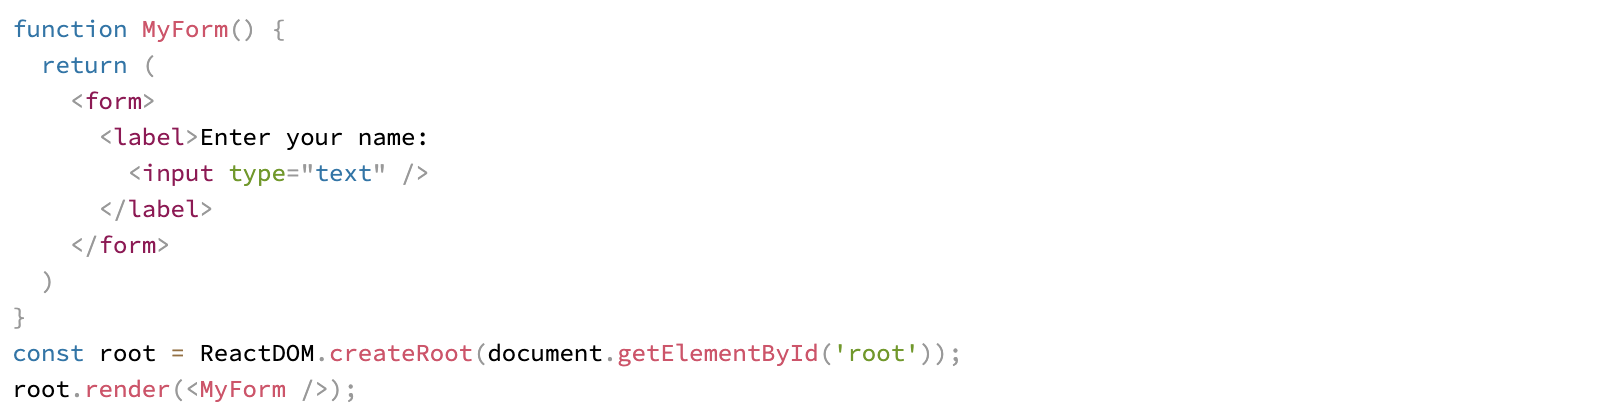 function MyForm() {
  return (
    <form>
      <label>Enter your name:
        <input type="text" />
      </label>
    </form>
  )
}
const root = ReactDOM.createRoot(document.getElementById('root'));
root.render(<MyForm />);